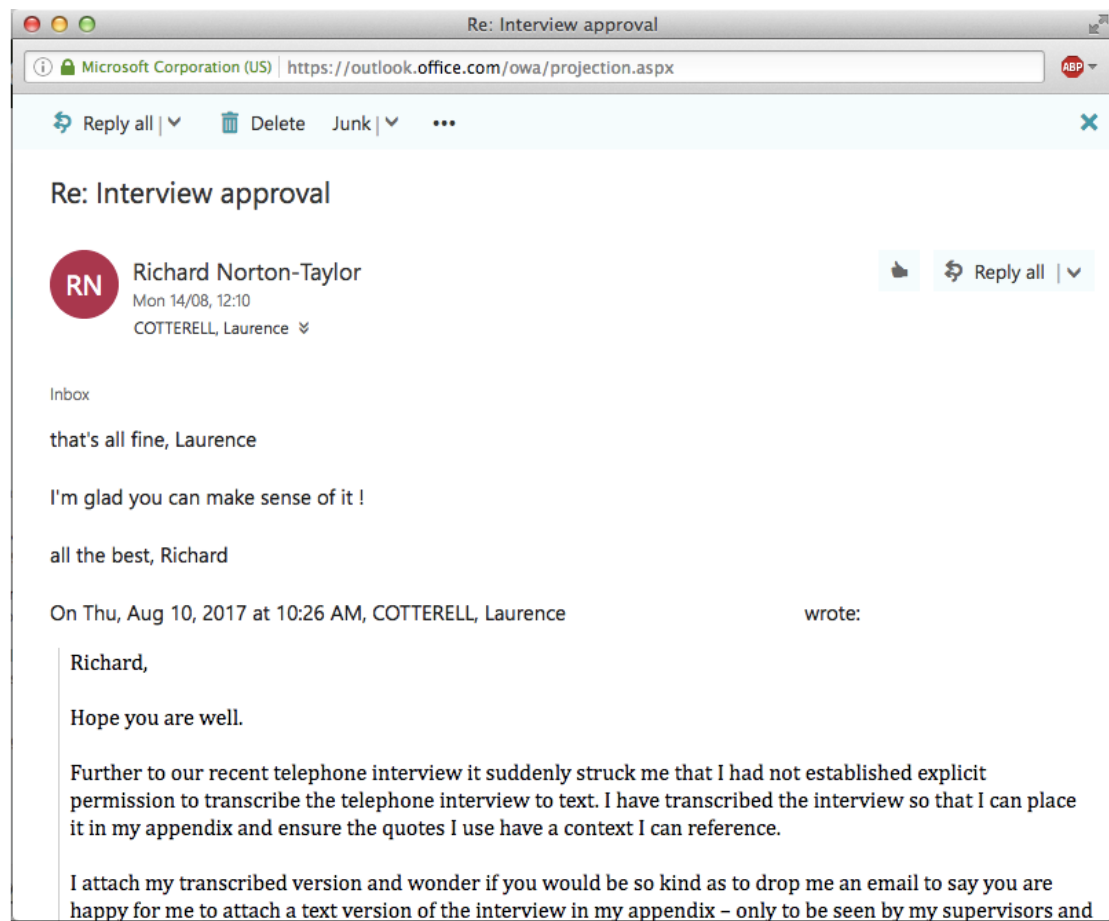 Re: Interview approval
Microsoft Corporation (US) https://outlook.office.com/owa/projection.aspx
ABP
Reply all | Delete Junk | •••
Re: Interview approval
RN
Richard Norton-Taylor
Reply all |
Mon 14/08, 12:10
COTTERELL, Laurence
Inbox
that's all fine, Laurence
I'm glad you can make sense of it !
all the best, Richard
On Thu, Aug 10, 2017 at 10:26 AM, COTTERELL, Laurence wrote:
Richard,
Hope you are well.
Further to our recent telephone interview it suddenly struck me that I had not established explicit
permission to transcribe the telephone interview to text. I have transcribed the interview so that I can place
it in my appendix and ensure the quotes I use have a context I can reference.
I attach my transcribed version and wonder if you would be so kind as to drop me an email to say you are
happy for me to attach a text version of the interview in my appendix – only to be seen by my supervisors and